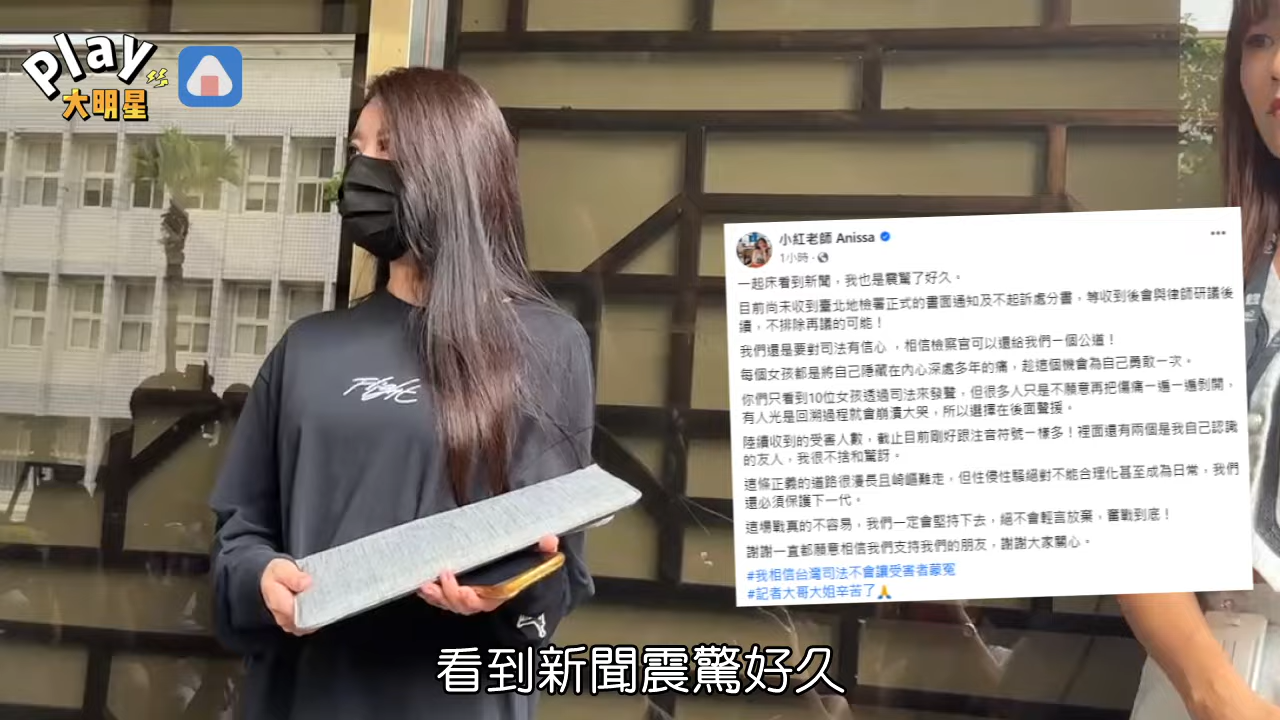 Play
大明星
Flight
小紅老師 Anissa
1小時
一起床看到新聞，我也是震驚了好久。
目前尚未收到臺北地檢署正式的書面通知及不起訴處分書，等收到後會與律師研議後
續，不排除再議的可能！
我們還是要對司法有信心 ，相信檢察官可以還給我們一個公道！
每個女孩都是將自己隱藏在內心深處多年的痛，趁這個機會為自己勇敢一次。
你們只看到10位女孩透過司法來發聲，但很多人只是不願意再把傷痛一遍一遍剝開，
有人光是回溯過程就會崩潰大哭，所以選擇在後面聲援。
陸續收到的受害人數，截止目前剛好跟注音符號一樣多！裡面還有兩個是我自己認識
的友人，我很不捨和驚訝。
這條正義的道路很漫長且崎嶇難走，但性侵性騷絕對不能合理化甚至成為日常，我們
還必須保護下一代。
這場戰真的不容易，我們一定會堅持下去，絕不會輕言放棄，奮戰到底！
謝謝一直都願意相信我們支持我們的朋友，謝謝大家關心。
#我相信台灣司法不會讓受害者蒙冤
#記者大哥大姐辛苦了🙏
看到新聞震驚好久